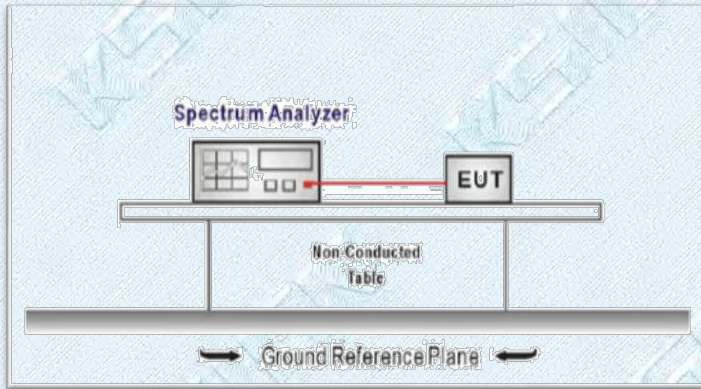 Spectrum Analyzer
EUT
Non-Conducted
Table
Ground Reference Plane